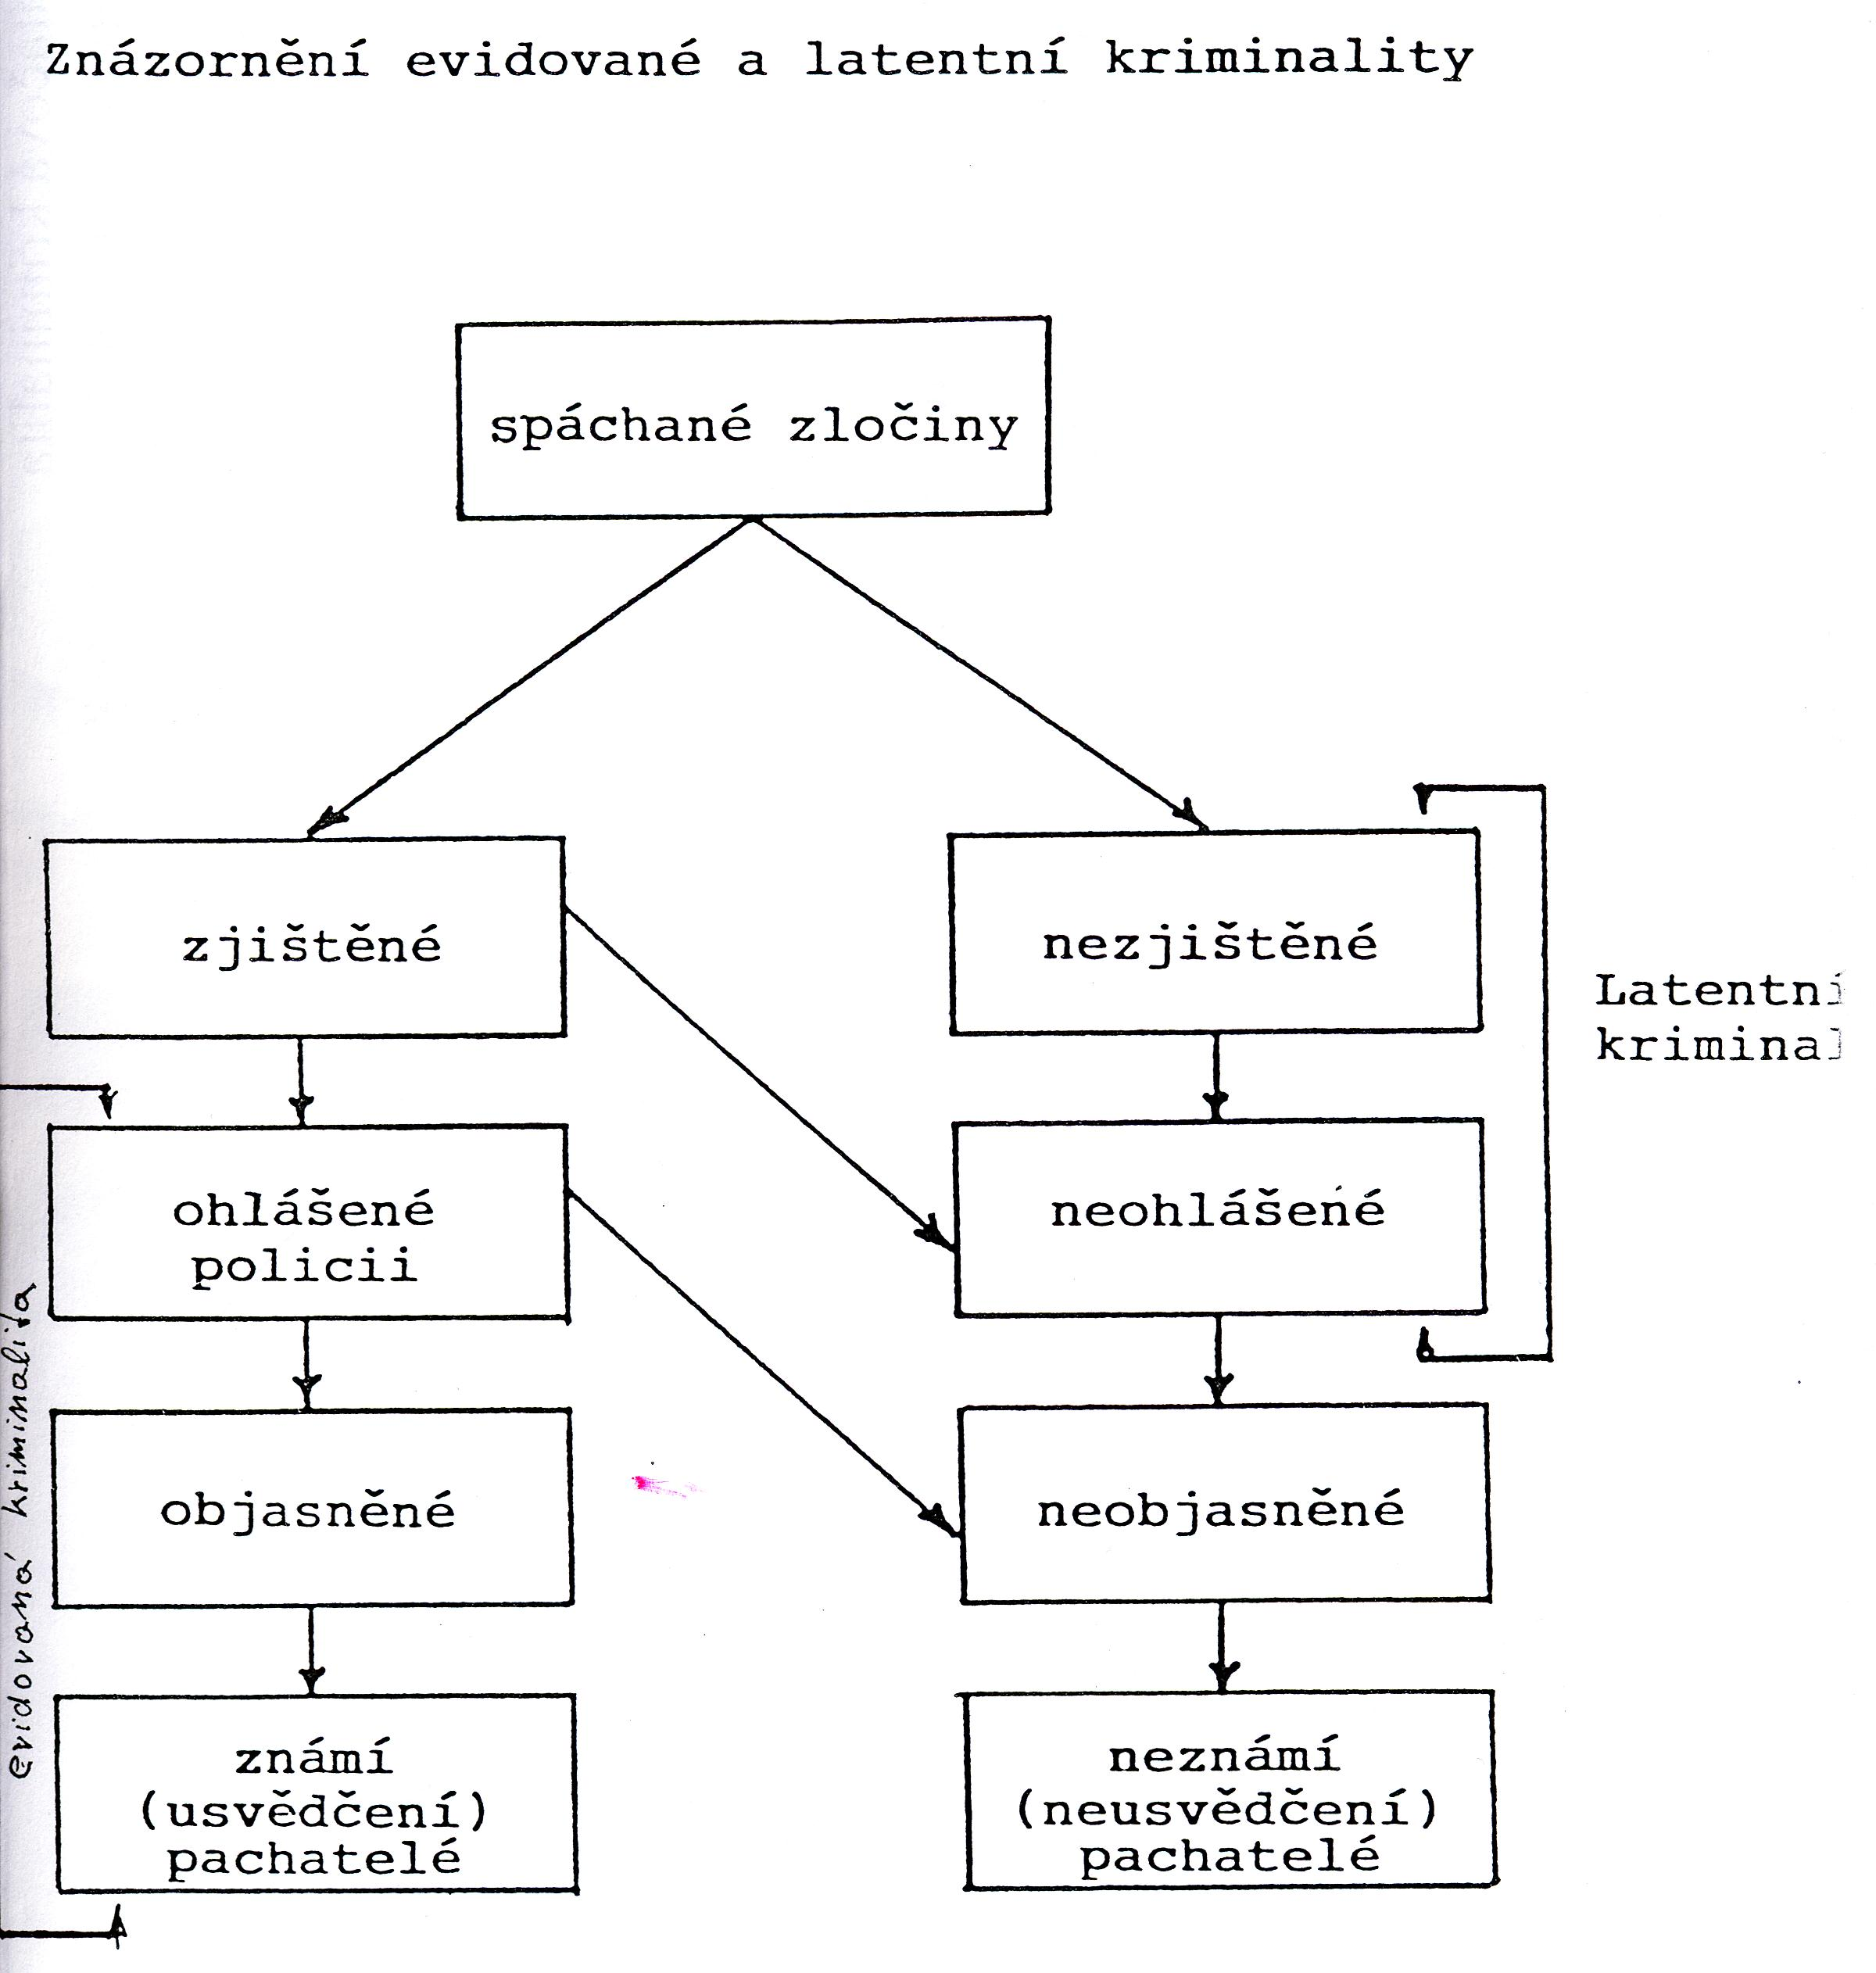 Znázornění evidované a latentní kriminality
spáchané zločiny
zjištěné
nezjištěné
Latentní
kriminal
ohlášené
policii
neohlášené
evidovaná kriminalita
objasněné
neobjasněné
známí
(usvědčení)
pachatelé
neznámí
(neusvědčení)
pachatelé